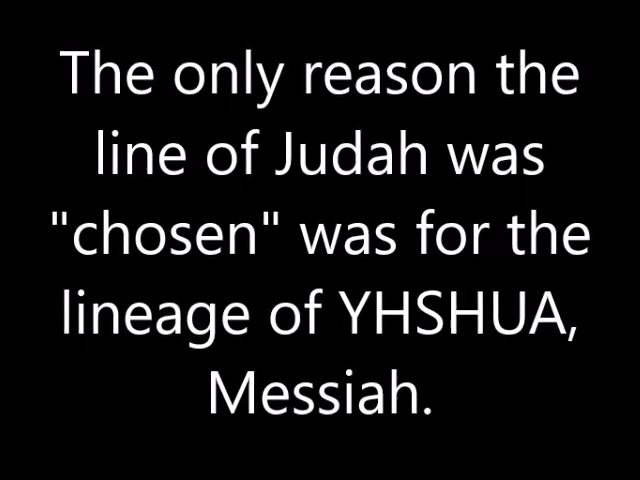 The only reason the
line of Judah was
"chosen" was for the
lineage of YHSHUA,
Messiah.